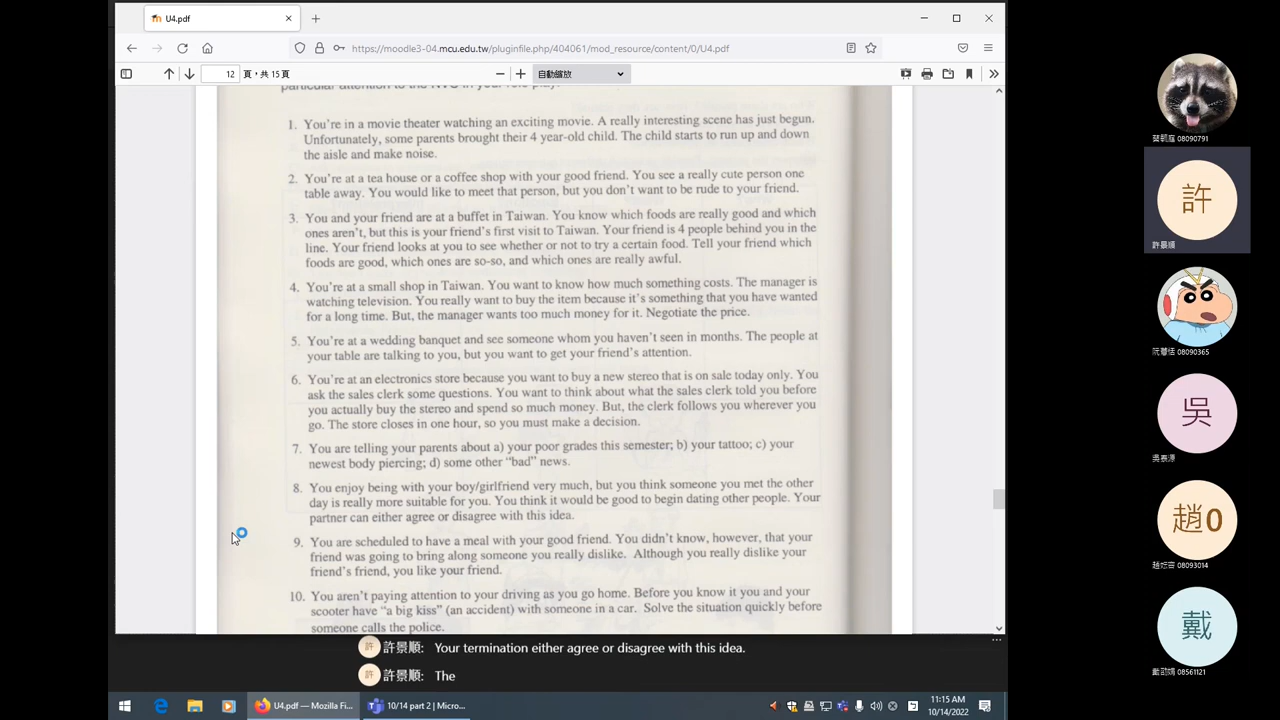 U4.pdf
https://moodle3-04.mcu.edu.tw/pluginfile.php/404061/mod_resource/content/0/U4.pdf
12 頁，共 15 頁
自動縮放
particular attention to the NVC in your role play.
1. You're in a movie theater watching an exciting movie. A really interesting scene has just begun.
Unfortunately, some parents brought their 4 year-old child. The child starts to run up and down
the aisle and make noise.
2. You're at a tea house or a coffee shop with your good friend. You see a really cute person one
table away. You would like to meet that person, but you don't want to be rude to your friend.
3. You and your friend are at a buffet in Taiwan. You know which foods are really good and which
ones aren't, but this is your friend's first visit to Taiwan. Your friend is 4 people behind you in the
line. Your friend looks at you to see whether or not to try a certain food. Tell your friend which
foods are good, which ones are so-so, and which ones are really awful.
4. You're at a small shop in Taiwan. You want to know how much something costs. The manager is
watching television. You really want to buy the item because it's something that you have wanted
for a long time. But, the manager wants too much money for it. Negotiate the price.
5. You're at a wedding banquet and see someone whom you haven't seen in months. The people at
your table are talking to you, but you want to get your friend's attention.
6. You're at an electronics store because you want to buy a new stereo that is on sale today only. You
ask the sales clerk some questions. You want to think about what the sales clerk told you before
you actually buy the stereo and spend so much money. But, the clerk follows you wherever you
go. The store closes in one hour, so you must make a decision.
7. You are telling your parents about a) your poor grades this semester; b) your tattoo; c) your
newest body piercing; d) some other "bad" news.
8. You enjoy being with your boy/girlfriend very much, but you think someone you met the other
day is really more suitable for you. You think it would be good to begin dating other people. Your
partner can either agree or disagree with this idea.
9. You are scheduled to have a meal with your good friend. You didn't know, however, that your
friend was going to bring along someone you really dislike. Although you really dislike your
friend's friend, you like your friend.
10. You aren't paying attention to your driving as you go home. Before you know it you and your
scooter have "a big kiss" (an accident) with someone in a car. Solve the situation quickly before
someone calls the police.
許 許景順: Your termination either agree or disagree with this idea.
許 許景順: The
U4.pdf — Mozilla Fi...
10/14 part 2 | Micro...
11:15 AM
10/14/2022
08090791
許
許景順
08090365
吳
趙0
08093014
戴
08561121